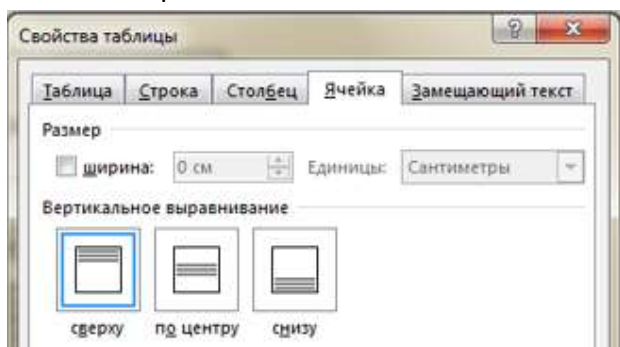 Свойства таблицы
Таблица Строка Столбец Ячейка Замещающий текст
Размер
ширина: 0 см Единицы: Сантиметры
Вертикальное выравнивание
сверху по центру снизу